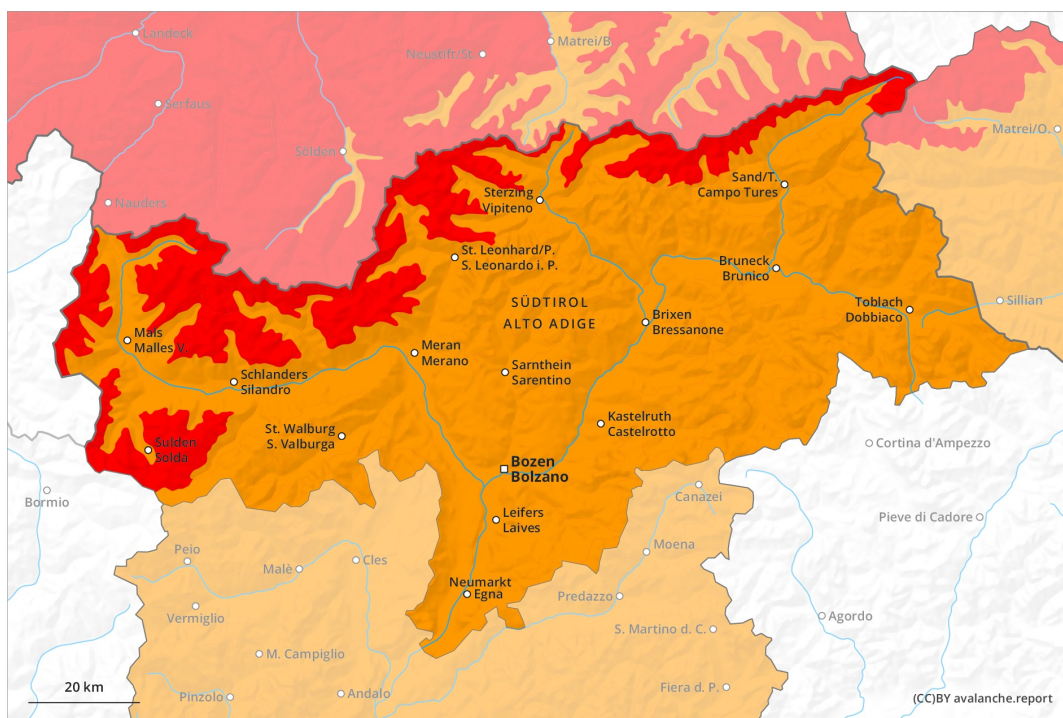 Landeck
Matrei/B.
Neustift/St.
Serfaus
Matrei/O.
Sölden
Nauders
Sand/T.
Campo Tures
Sterzing
Vipiteno
St. Leonhard/P.
S. Leonardo i. P.
Bruneck
Brunico
SÜDTIROL
ALTO ADIGE
Toblach
Dobbiaco
Sillian
Brixen
Bressanone
Mals
Malles V.
Meran
Merano
Sarnthein
Sarentino
Schlanders
Silandro
St. Walburg
S. Valburga
Kastelruth
Castelrotto
Sulden
Solda
Cortina d'Ampezzo
Bozen
Bolzano
Bormio
Canazei
Leifers
Laives
Pieve di Cadore
Peio
Moena
Malè
Cles
Neumarkt
Egna
Predazzo
Vermiglio
Agordo
S. Martino d. C.
M. Campiglio
Fiera d. P.
20 km
Pinzolo
Andalo
(CC)BY avalanche.report